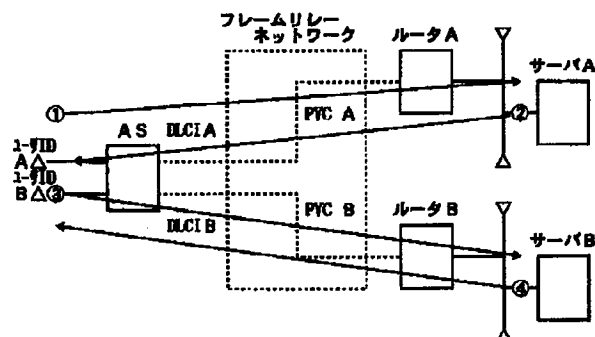 フレームリレー
ネットワーク
ルータA
サーバA
①
PVC A
②
AS
DLCIA
ユーザID
A
ユーザID
B
③
PVC B
ルータB
DLCIB
サーバB
④